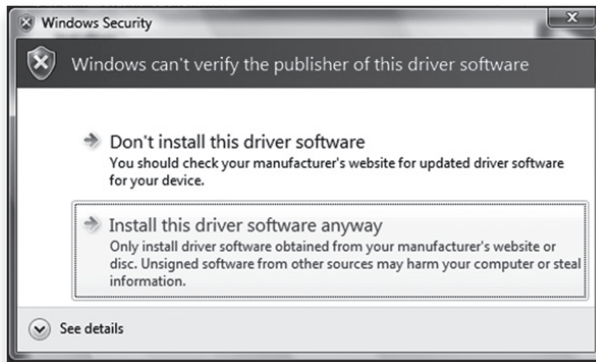 Windows Security
Windows can't verify the publisher of this driver software
Don't install this driver software
You should check your manufacturer's website for updated driver software
for your device.
Install this driver software anyway
Only install driver software obtained from your manufacturer's website or
disc. Unsigned software from other sources may harm your computer or steal
information.
See details